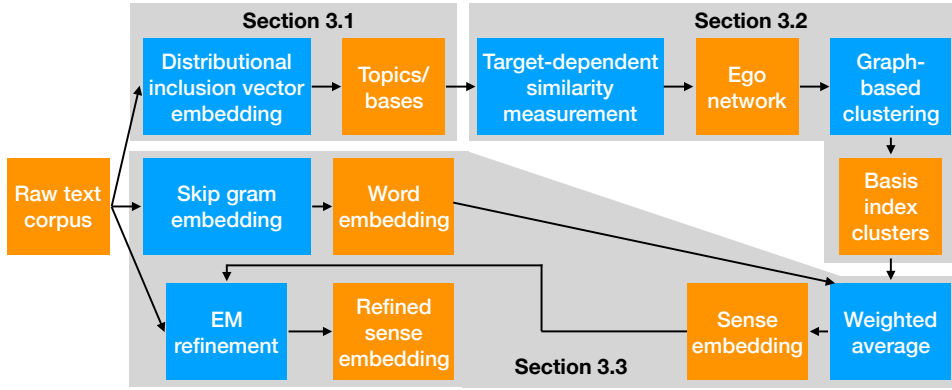 Section 3.1
Section 3.2
Distributional
inclusion vector
embedding
Topics/
bases
Target-dependent
similarity
measurement
Ego
network
Graph-
based
clustering
Raw text
corpus
Skip gram
embedding
Word
embedding
Basis
index
clusters
EM
refinement
Refined
sense
embedding
Sense
embedding
Weighted
average
Section 3.3